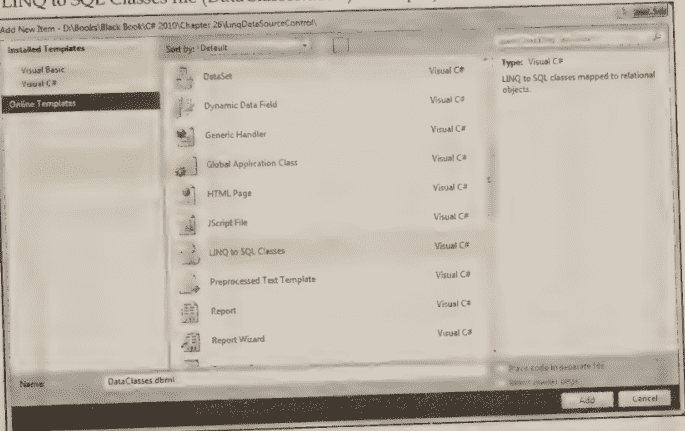 LINQ to SQL Classes file
Add New Item - D:\Books\Black Book\C# 2010\Chapter 26\LinqDataSourceControl\
Installed Templates
Visual Basic
Visual C#
Online Templates
Sort by: Default
DataSet Visual C#
Dynamic Data Field Visual C#
Generic Handler Visual C#
Global Application Class Visual C#
HTML Page Visual C#
JScript File Visual C#
LINQ to SQL Classes Visual C#
Preprocessed Text Template Visual C#
Report Visual C#
Report Wizard Visual C#
Type: Visual C#
LINQ to SQL classes mapped to relational
objects.
Name: DataClasses.dbml
Place code in separate file
Select master page
Add Cancel